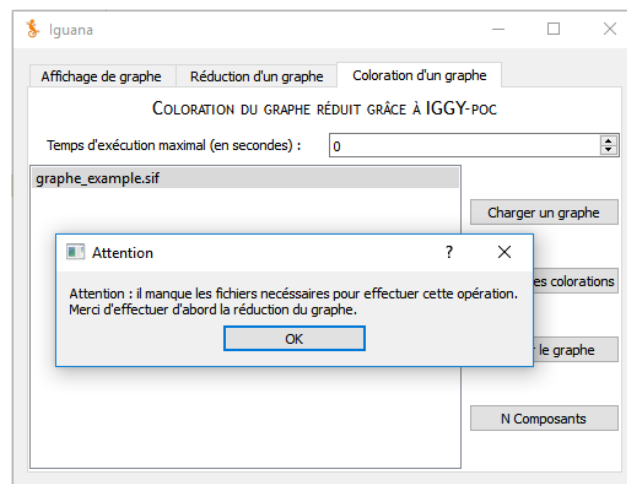 Iguana
Affichage de graphe Réduction d'un graphe Coloration d'un graphe
COLORATION DU GRAPHE RÉDUIT GRÂCE À IGGY-POC
Temps d'exécution maximal (en secondes) : 0
graphe_example.sif
Charger un graphe
Attention ?
es colorations
Attention : il manque les fichiers necéssaires pour effectuer cette opération.
Merci d'effectuer d'abord la réduction du graphe.
OK
le graphe
N Composants